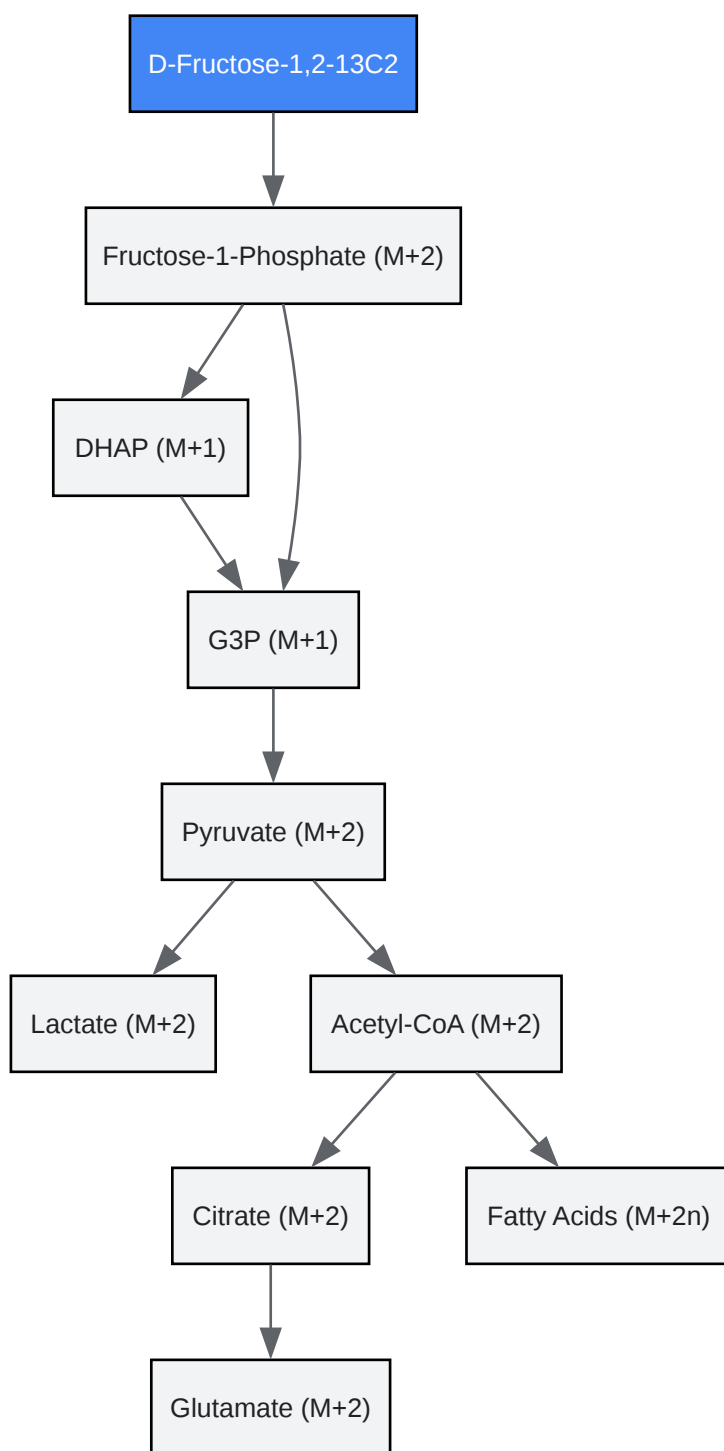 D-Fructose-1,2-13C2
Fructose-1-Phosphate (M+2)
DHAP (M+1)
G3P (M+1)
Pyruvate (M+2)
Lactate (M+2)
Acetyl-CoA (M+2)
Citrate (M+2)
Fatty Acids (M+2n)
Glutamate (M+2)